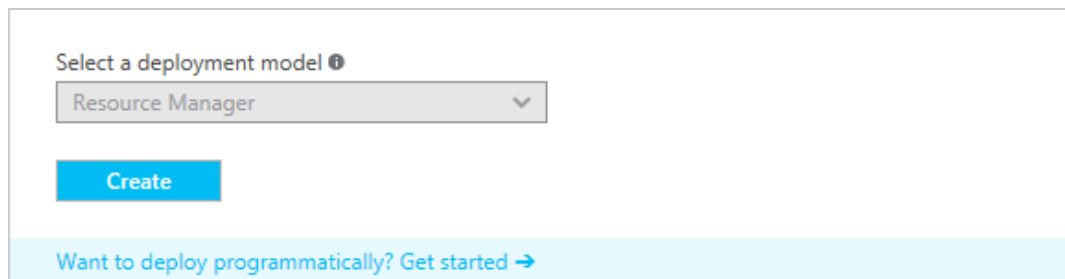 Select a deployment model
Resource Manager
Create
Want to deploy programmatically? Get started →